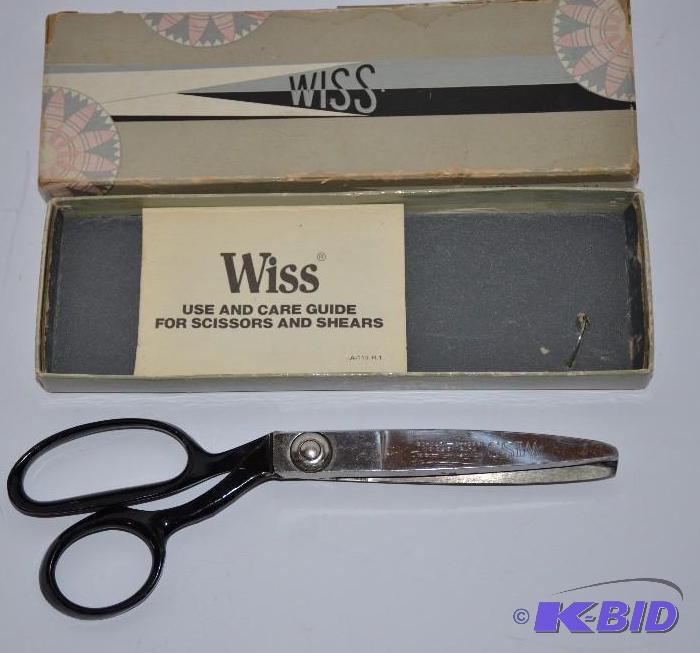 WISS
Wiss®
USE AND CARE GUIDE
FOR SCISSORS AND SHEARS
© K-BID